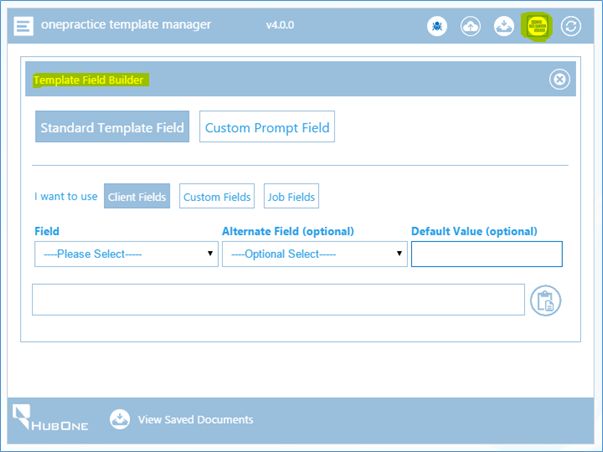 onepractice template manager v4.0.0
Template Field Builder
Standard Template Field Custom Prompt Field
I want to use Client Fields Custom Fields Job Fields
Field Alternate Field (optional) Default Value (optional)
----Please Select----- ----Optional Select-----
HUBONE View Saved Documents